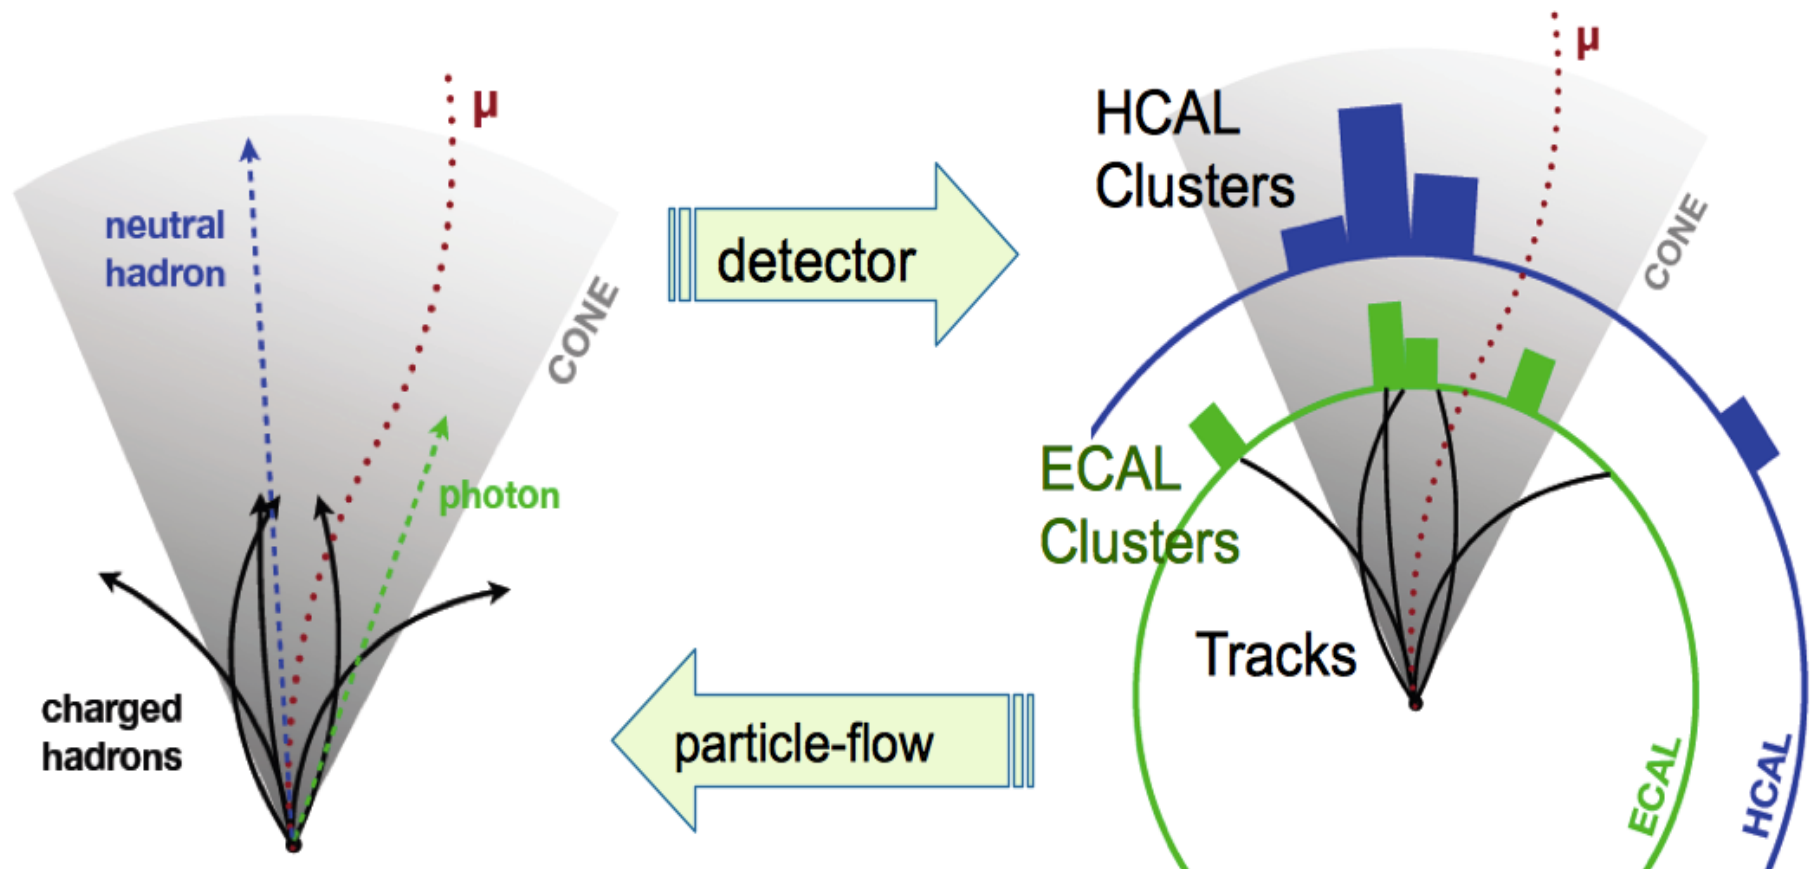 μ
neutral
hadron
CONE
photon
charged
hadrons
detector
particle-flow
μ
HCAL
Clusters
CONE
ECAL
Clusters
Tracks
ECAL
HCAL